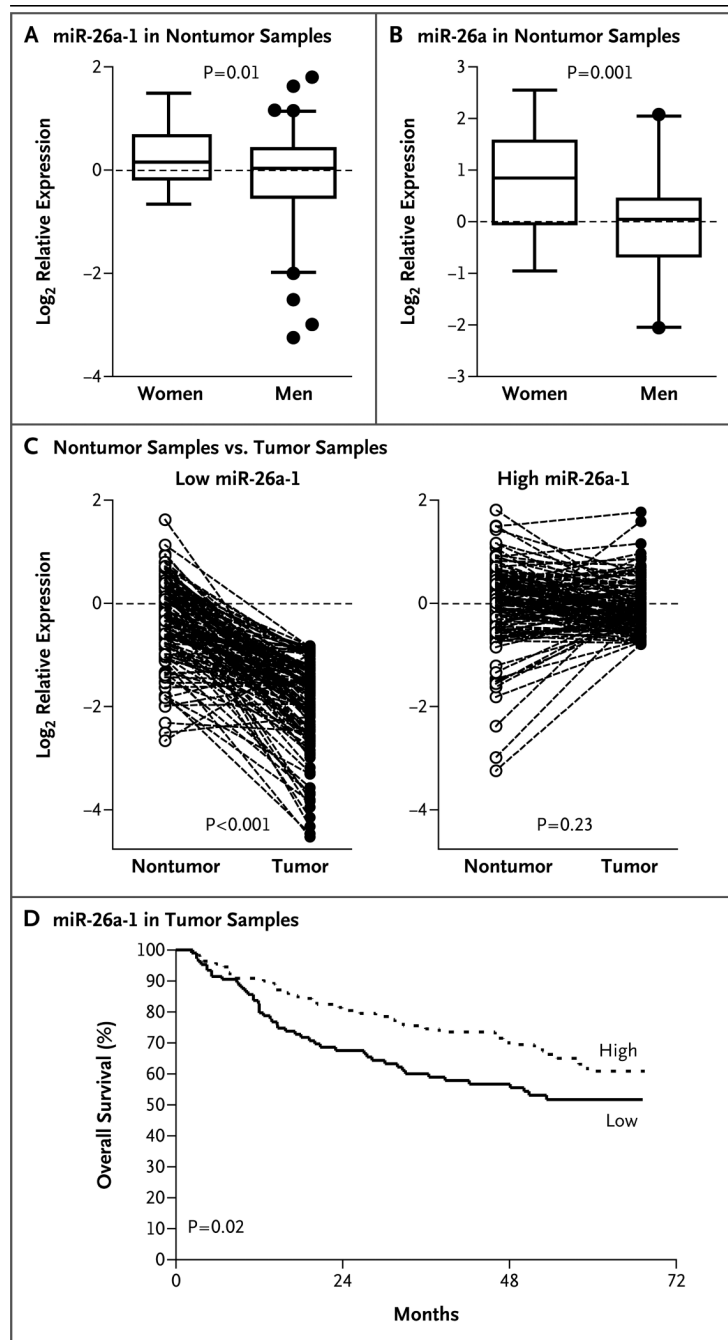 A miR-26a-1 in Nontumor Samples
P=0.01
Log2 Relative Expression
2
0
−2
−4
Women Men
B miR-26a in Nontumor Samples
P=0.001
Log2 Relative Expression
3
2
1
0
−1
−2
−3
Women Men
C Nontumor Samples vs. Tumor Samples
Low miR-26a-1
Log2 Relative Expression
2
0
−2
−4
P<0.001
Nontumor Tumor
High miR-26a-1
2
0
−2
−4
P=0.23
Nontumor Tumor
D miR-26a-1 in Tumor Samples
Overall Survival (%)
100
90
80
70
60
50
40
30
20
10
0
High
Low
P=0.02
0 24 48 72
Months